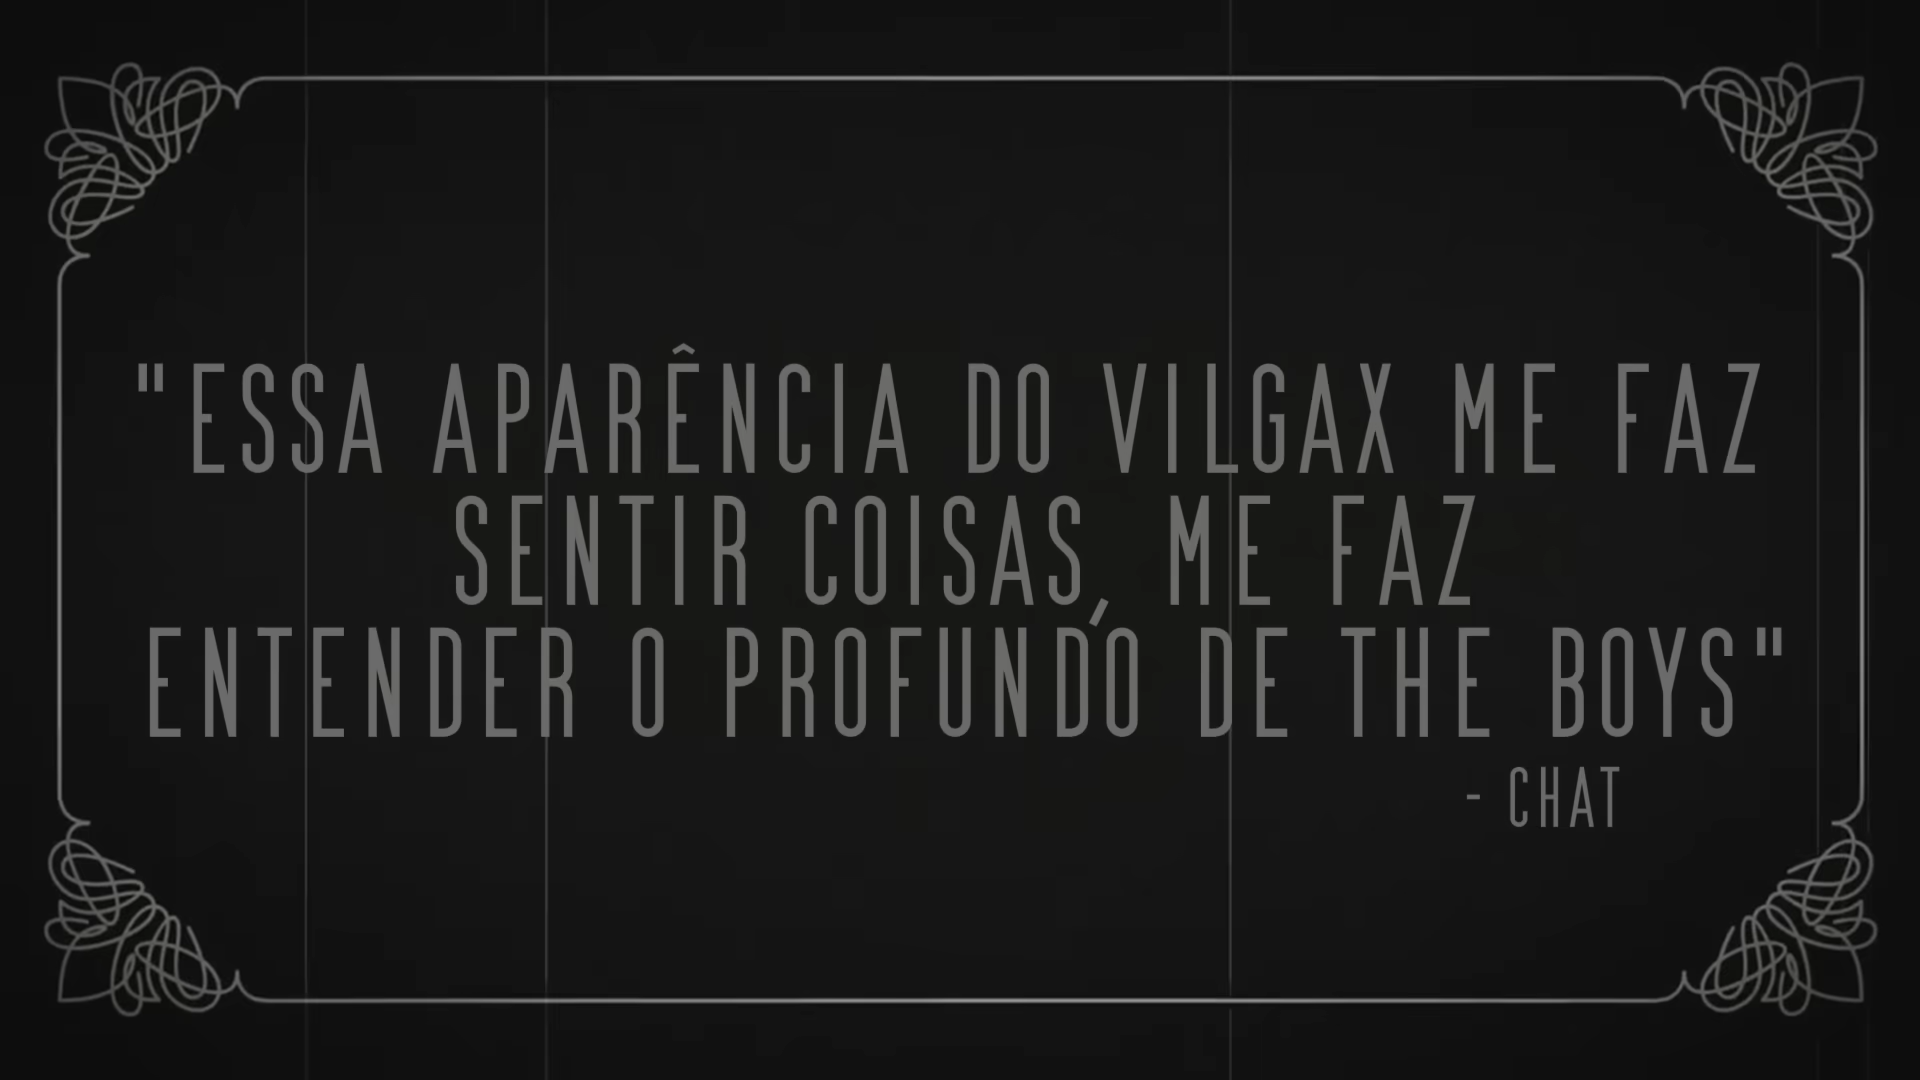 "ESSA APARÊNCIA DO VILGAX ME FAZ
SENTIR COISAS, ME FAZ
ENTENDER O PROFUNDO DE THE BOYS"
- CHAT